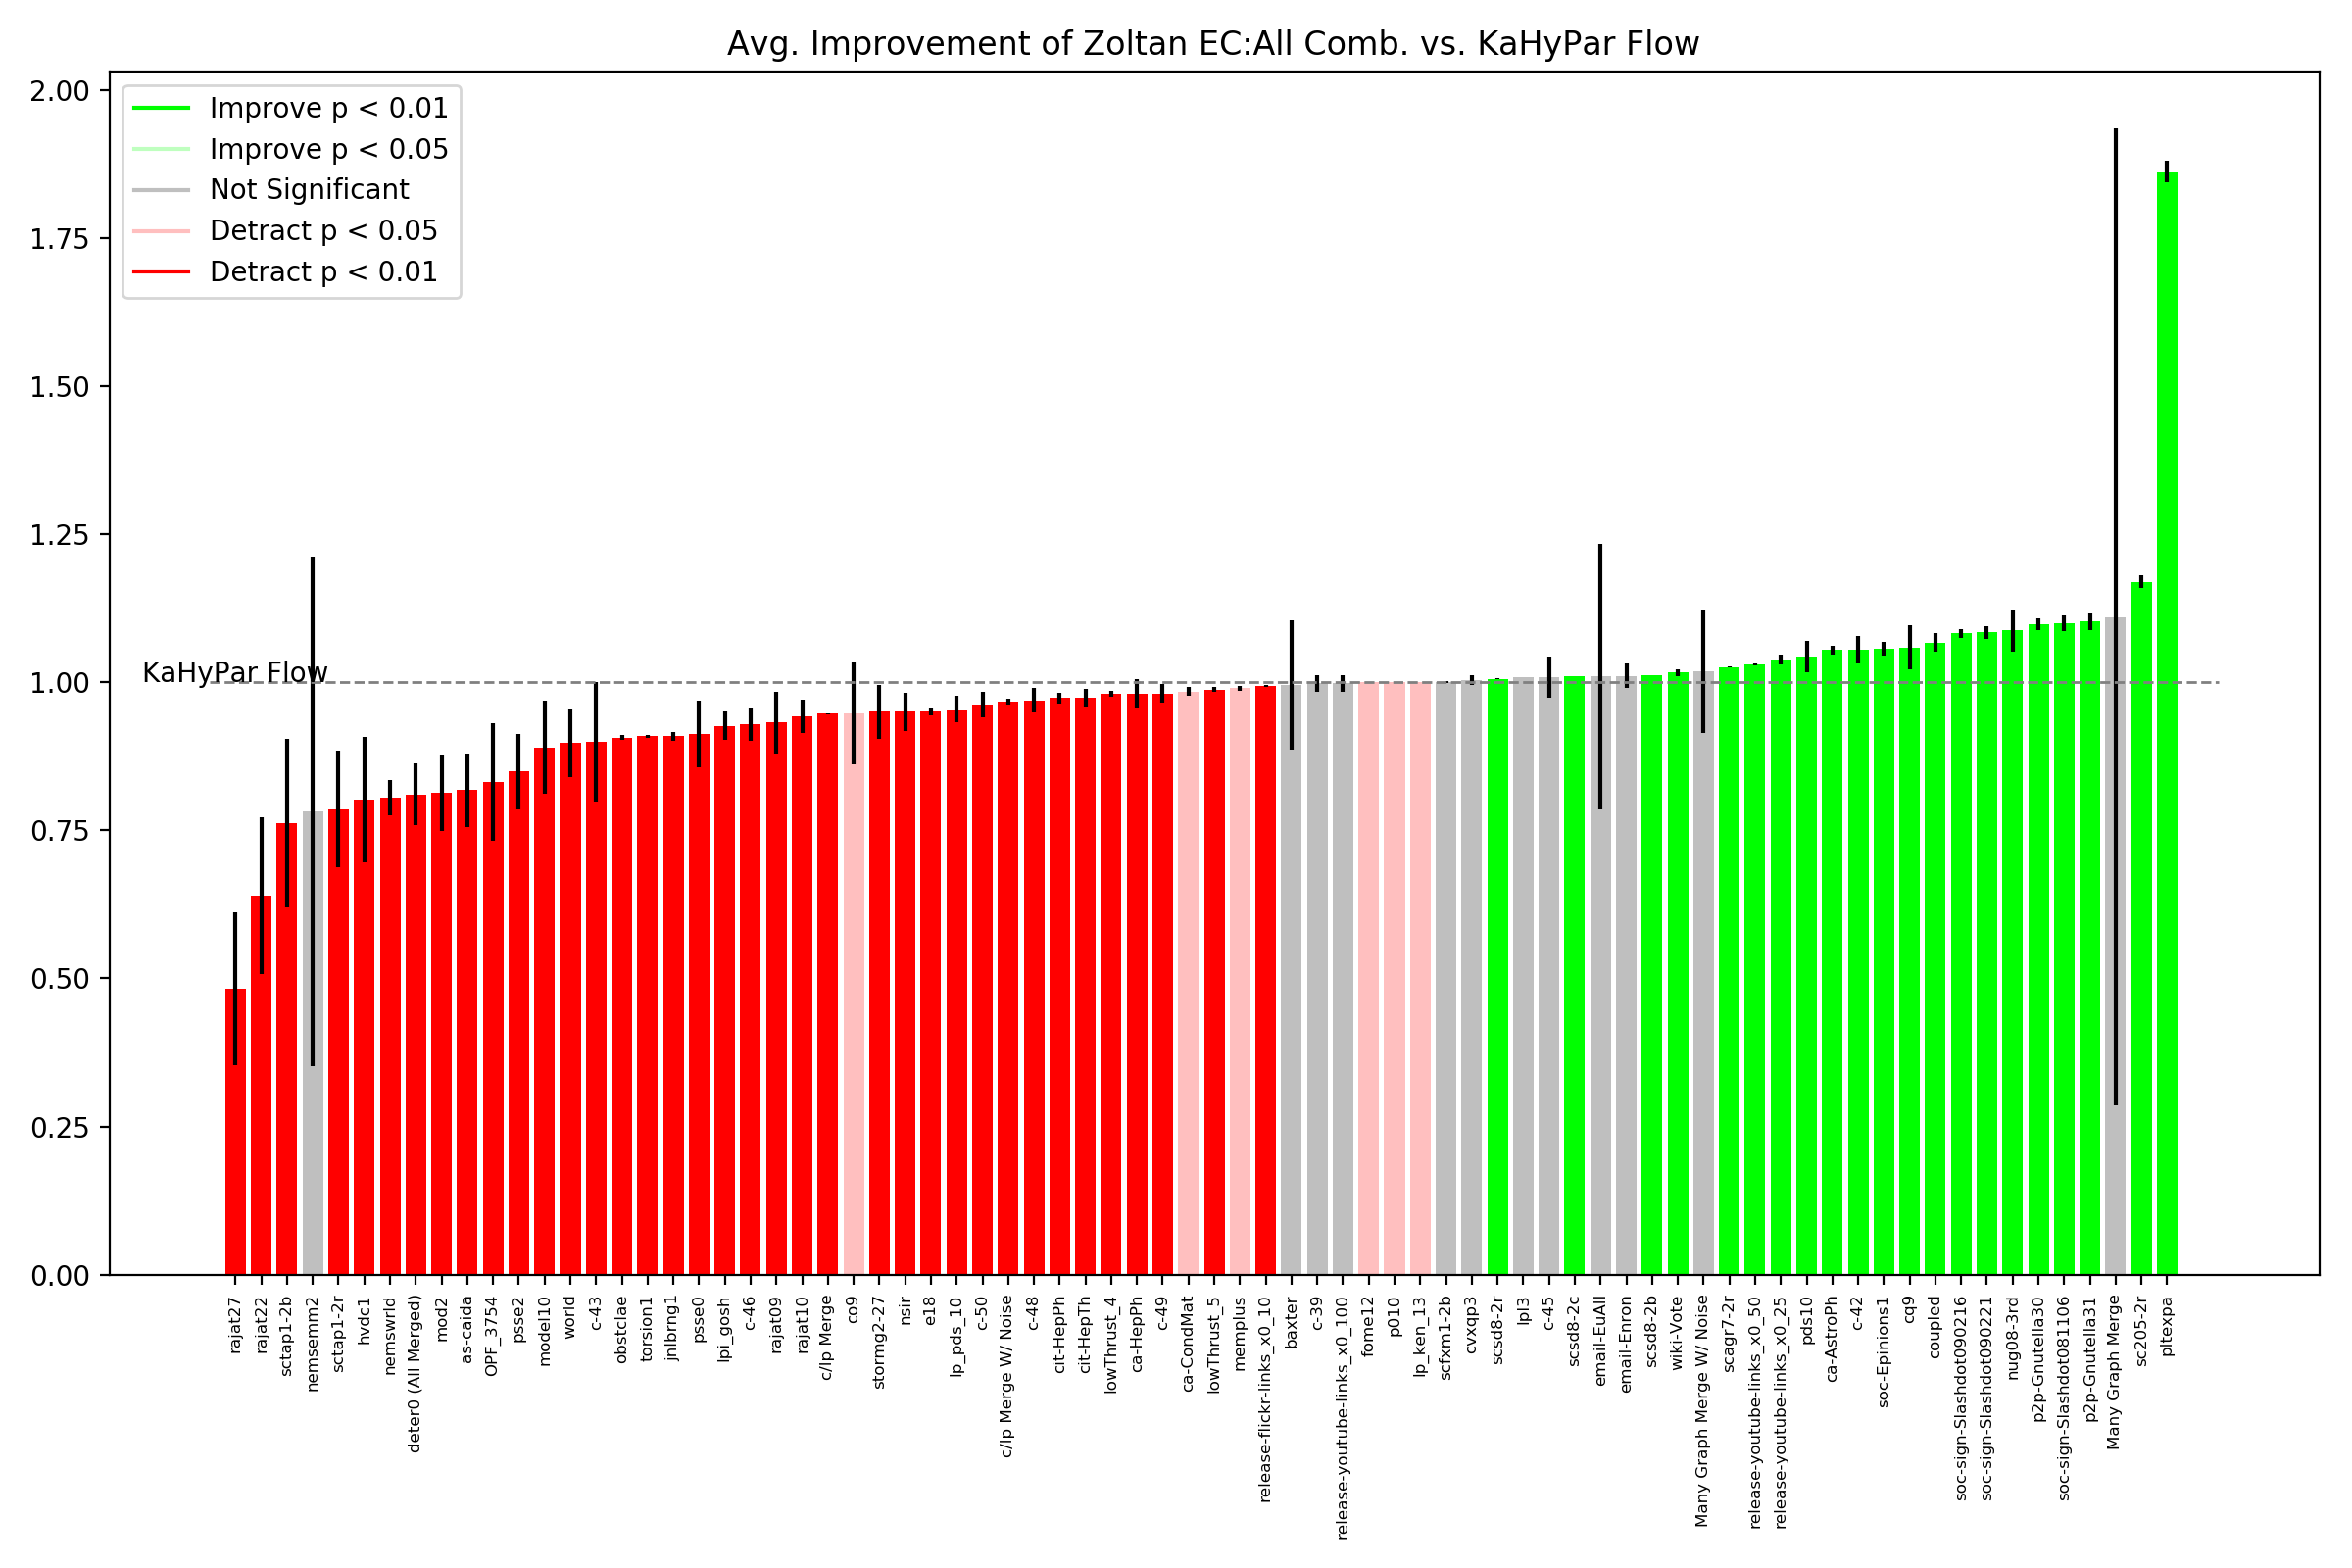 Avg. Improvement of Zoltan EC:All Comb. vs. KaHyPar Flow
2.00
1.75
1.50
1.25
1.00
0.75
0.50
0.25
0.00
Improve p < 0.01
Improve p < 0.05
Not Significant
Detract p < 0.05
Detract p < 0.01
KaHyPar Flow
rajat27
rajat22
sctap1-2b
nemsemm2
sctap1-2r
hvdc1
nemswrld
deter0 (All Merged)
mod2
as-caida
OPF_3754
psse2
model10
world
c-43
obstclae
torsion1
jnlbrng1
psse0
lpi_gosh
c-46
rajat09
rajat10
c/lp Merge
co9
stormg2-27
nsir
e18
lp_pds_10
c-50
c/lp Merge W/ Noise
c-48
cit-HepPh
cit-HepTh
lowThrust_4
ca-HepPh
c-49
ca-CondMat
lowThrust_5
memplus
release-flickr-links_x0_10
baxter
c-39
release-youtube-links_x0_100
fome12
p010
lp_ken_13
scfxm1-2b
cvxqp3
scsd8-2r
lpl3
c-45
scsd8-2c
email-EuAll
email-Enron
scsd8-2b
wiki-Vote
Many Graph Merge W/ Noise
scagr7-2r
release-youtube-links_x0_50
release-youtube-links_x0_25
pds10
ca-AstroPh
c-42
soc-Epinions1
cq9
coupled
soc-sign-Slashdot090216
soc-sign-Slashdot090221
nug08-3rd
p2p-Gnutella30
soc-sign-Slashdot081106
p2p-Gnutella31
Many Graph Merge
sc205-2r
pltexpa